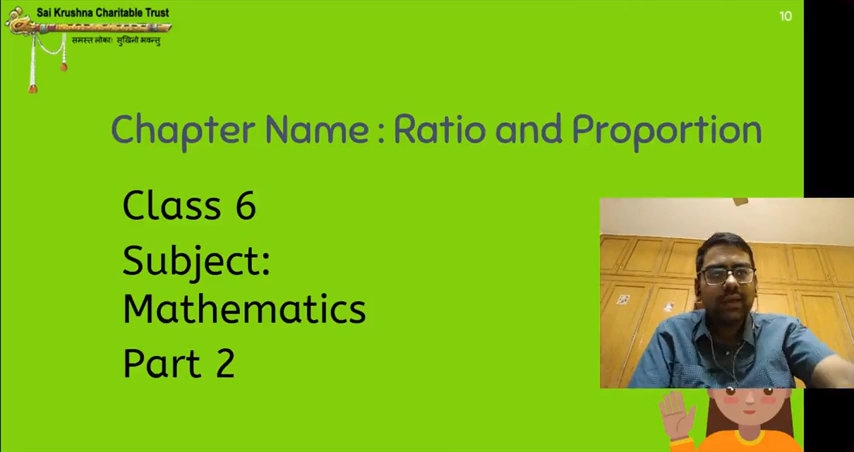 Sai Krushna Charitable Trust
समस्त लोकाः सुखिनो भवन्तु
10
Chapter Name : Ratio and Proportion
Class 6
Subject:
Mathematics
Part 2